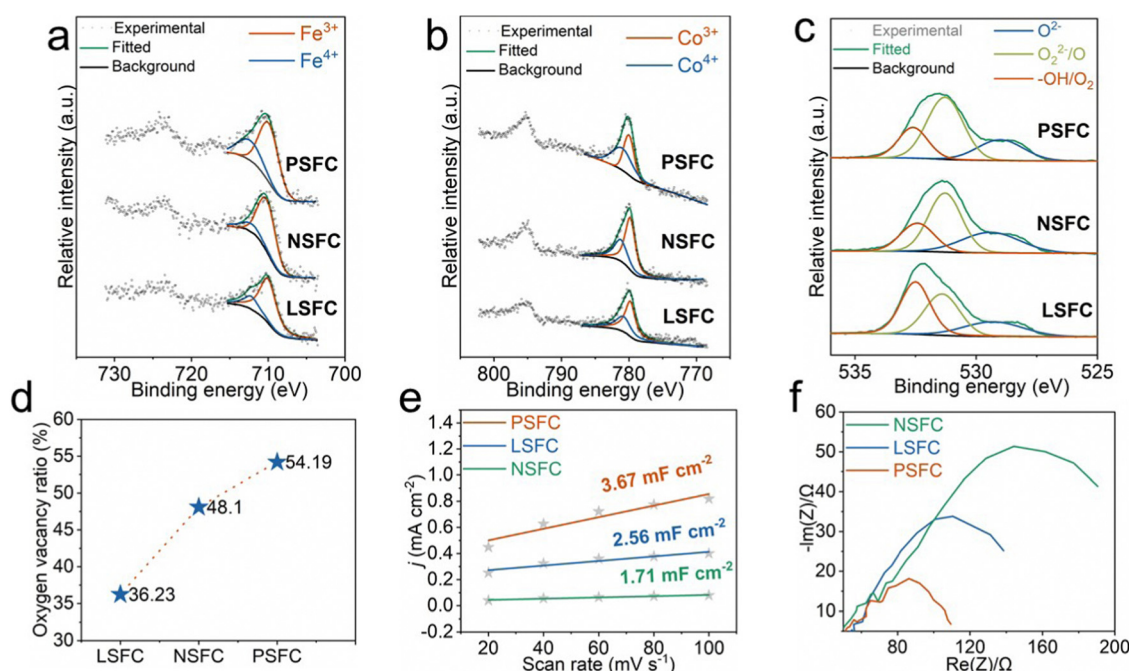 a
Experimental
Fitted
Background
Fe3+
Fe4+
PSFC
NSFC
LSFC
Relative intensity (a.u.)
730 720 710 700
Binding energy (eV)
b
Experimental
Fitted
Background
Co3+
Co4+
PSFC
NSFC
LSFC
Relative intensity (a.u.)
800 790 780 770
Binding energy (eV)
c
Experimental
Fitted
Background
O2-
O22-/O
-OH/O2
PSFC
NSFC
LSFC
Relative intensity (a.u.)
535 530 525
Binding energy (eV)
d
Oxygen vacancy ratio (%)
60
55
50
45
40
35
30
54.19
48.1
36.23
LSFC NSFC PSFC
e
PSFC
LSFC
NSFC
j (mA cm-2)
1.4
1.2
1.0
0.8
0.6
0.4
0.2
0.0
-0.2
3.67 mF cm-2
2.56 mF cm-2
1.71 mF cm-2
20 40 60 80 100
Scan rate (mV s-1)
f
NSFC
LSFC
PSFC
-Im(Z)/Ω
60
50
40
30
20
10
80 120 160 200
Re(Z)/Ω